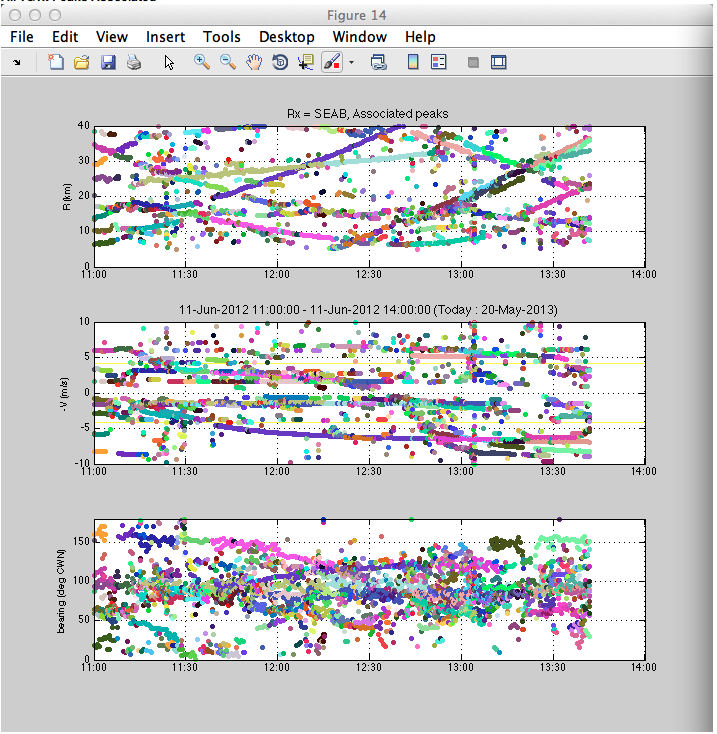 Figure 14
File Edit View Insert Tools Desktop Window Help
Rx = SEAB, Associated peaks
40
30
20
10
0
R (km)
11:00 11:30 12:00 12:30 13:00 13:30 14:00
11-Jun-2012 11:00:00 - 11-Jun-2012 14:00:00 (Today : 20-May-2013)
10
5
0
-5
-10
-V (m/s)
11:00 11:30 12:00 12:30 13:00 13:30 14:00
150
100
50
0
bearing (deg CWN)
11:00 11:30 12:00 12:30 13:00 13:30 14:00